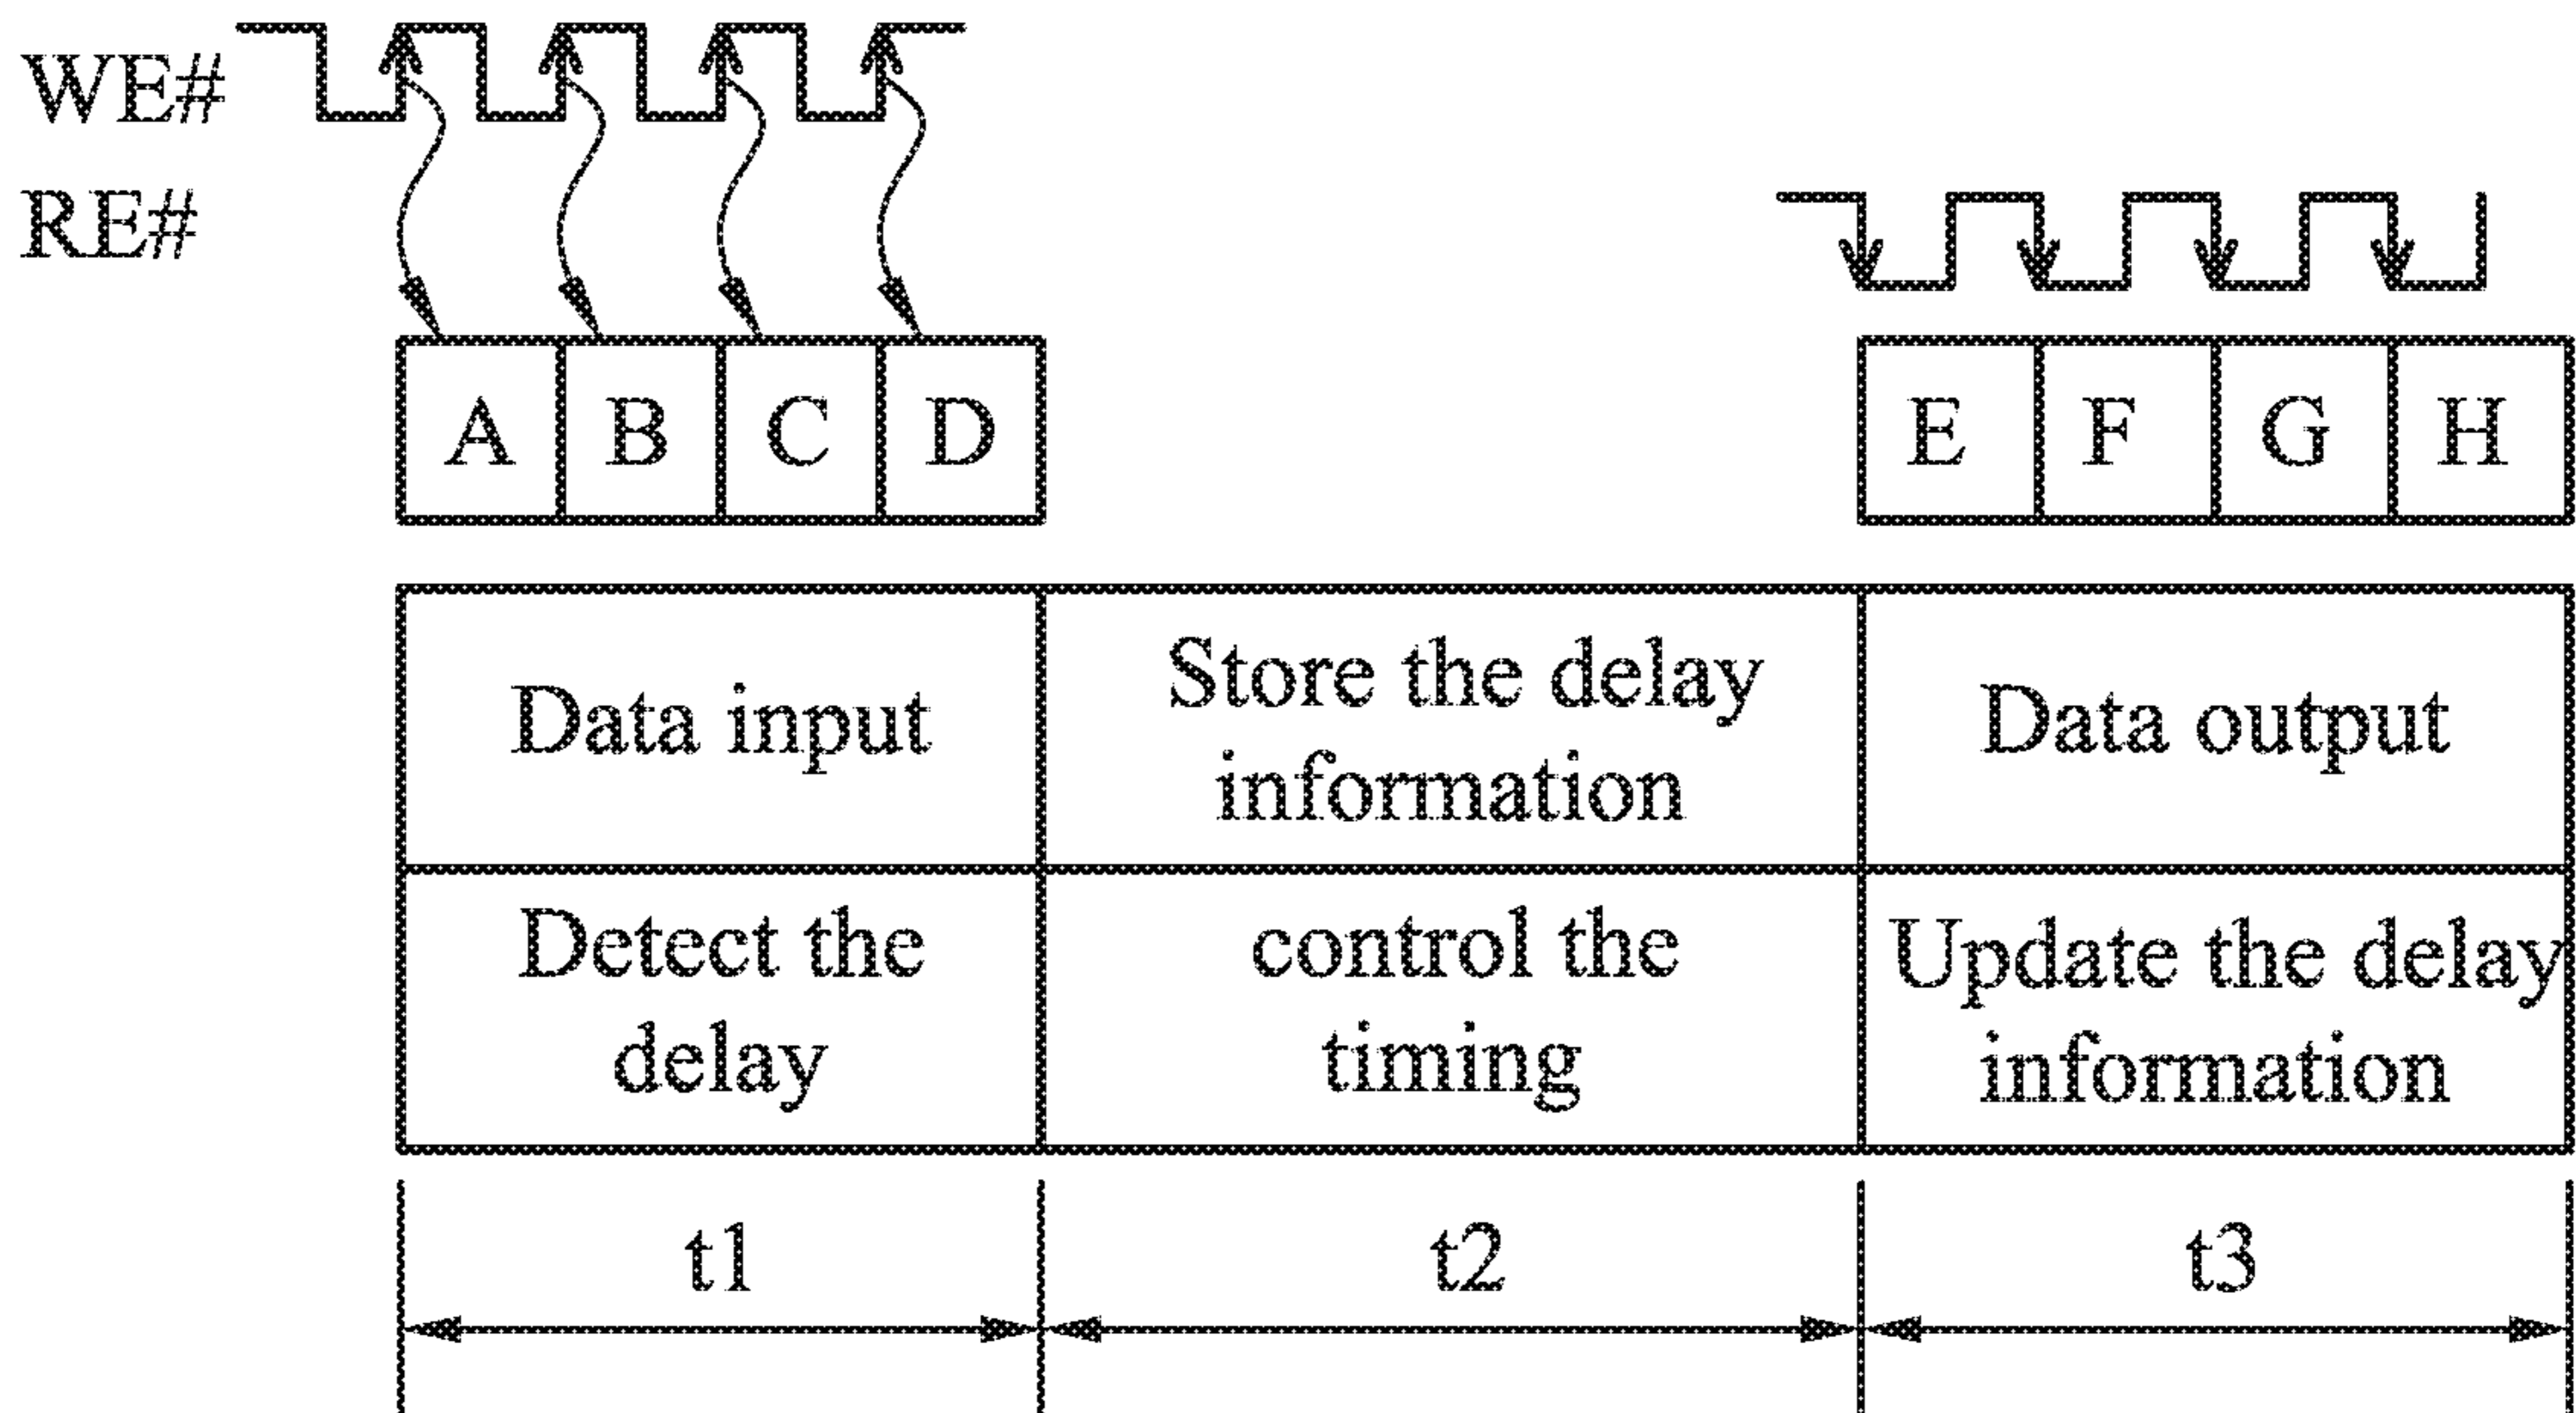 WE#
RE#
A B C D E F G H
Data input
Store the delay
information
Data output
Detect the
delay
control the
timing
Update the delay
information
t1 t2 t3